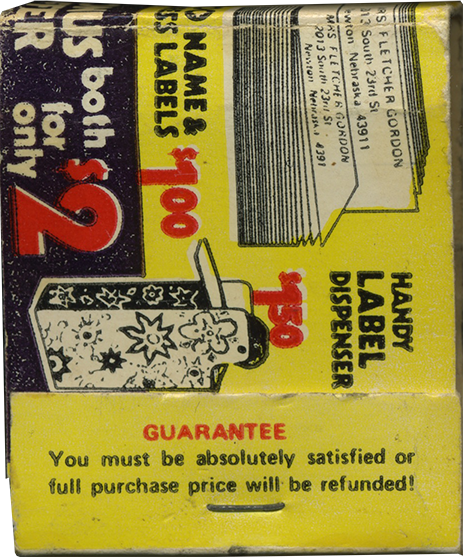 RS FLETCHER GORDON
South 23rd St
ewton Nebraska 43911
MRS FLETCHER GORDON
2013 South 23rd St
Newton Nebraska 4391
HANDY
LABEL
DISPENSER
$1.50
NAME &
LABELS
$1.00
US both $2
for
only
ER
GUARANTEE
You must be absolutely satisfied or
full purchase price will be refunded!